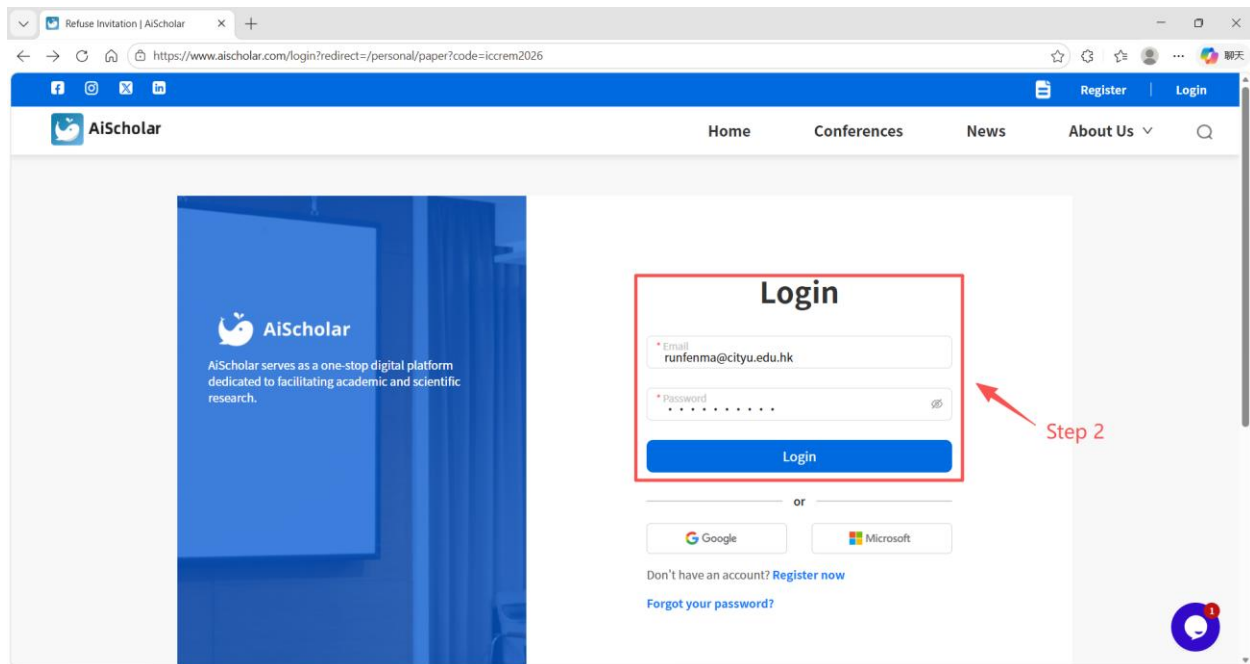 Refuse Invitation | AiScholar
https://www.aischolar.com/login?redirect=/personal/paper?code=iccrem2026
聊天
Register
Login
AiScholar
Home
Conferences
News
About Us
AiScholar
AiScholar serves as a one-stop digital platform
dedicated to facilitating academic and scientific
research.
Login
* Email
runfenma@cityu.edu.hk
* Password
Login
Step 2
or
Google
Microsoft
Don't have an account? Register now
Forgot your password?
1